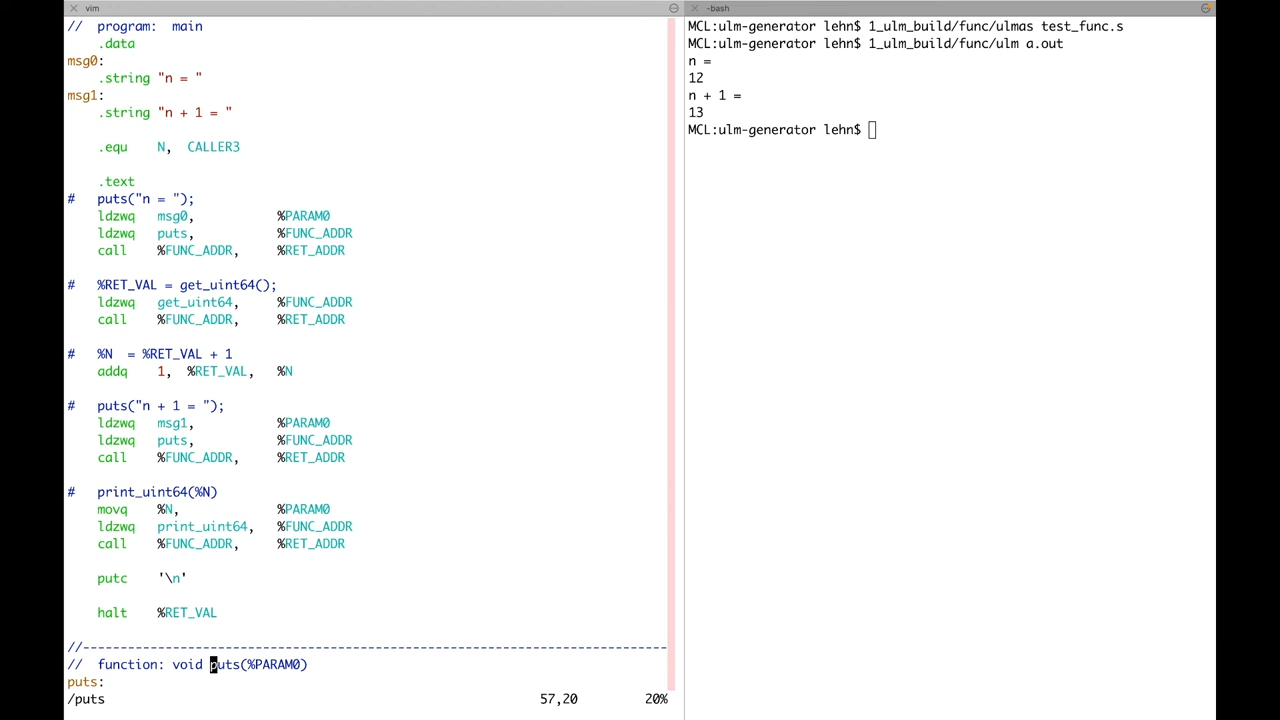 vim
// program: main
.data
msg0:
.string "n = "
msg1:
.string "n + 1 = "
.equ N, CALLER3
.text
# puts("n = ");
ldzwq msg0, %PARAM0
ldzwq puts, %FUNC_ADDR
call %FUNC_ADDR, %RET_ADDR
# %RET_VAL = get_uint64();
ldzwq get_uint64, %FUNC_ADDR
call %FUNC_ADDR, %RET_ADDR
# %N = %RET_VAL + 1
addq 1, %RET_VAL, %N
# puts("n + 1 = ");
ldzwq msg1, %PARAM0
ldzwq puts, %FUNC_ADDR
call %FUNC_ADDR, %RET_ADDR
# print_uint64(%N)
movq %N, %PARAM0
ldzwq print_uint64, %FUNC_ADDR
call %FUNC_ADDR, %RET_ADDR
putc '\n'
halt %RET_VAL
//------------------------------------------------------------------------------
// function: void puts(%PARAM0)
puts:
/puts 57,20 20%
-bash
MCL:ulm-generator lehn$ 1_ulm_build/func/ulmas test_func.s
MCL:ulm-generator lehn$ 1_ulm_build/func/ulm a.out
n =
12
n + 1 =
13
MCL:ulm-generator lehn$